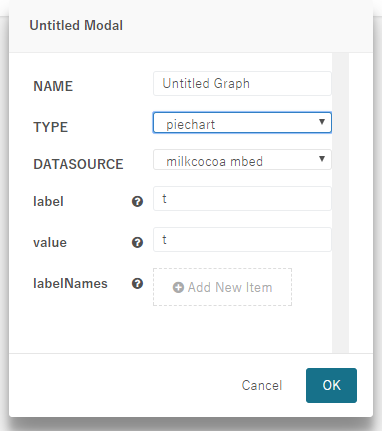 Untitled Modal
NAME Untitled Graph
TYPE piechart
DATASOURCE milkcocoa mbed
label t
value t
labelNames Add New Item
Cancel OK